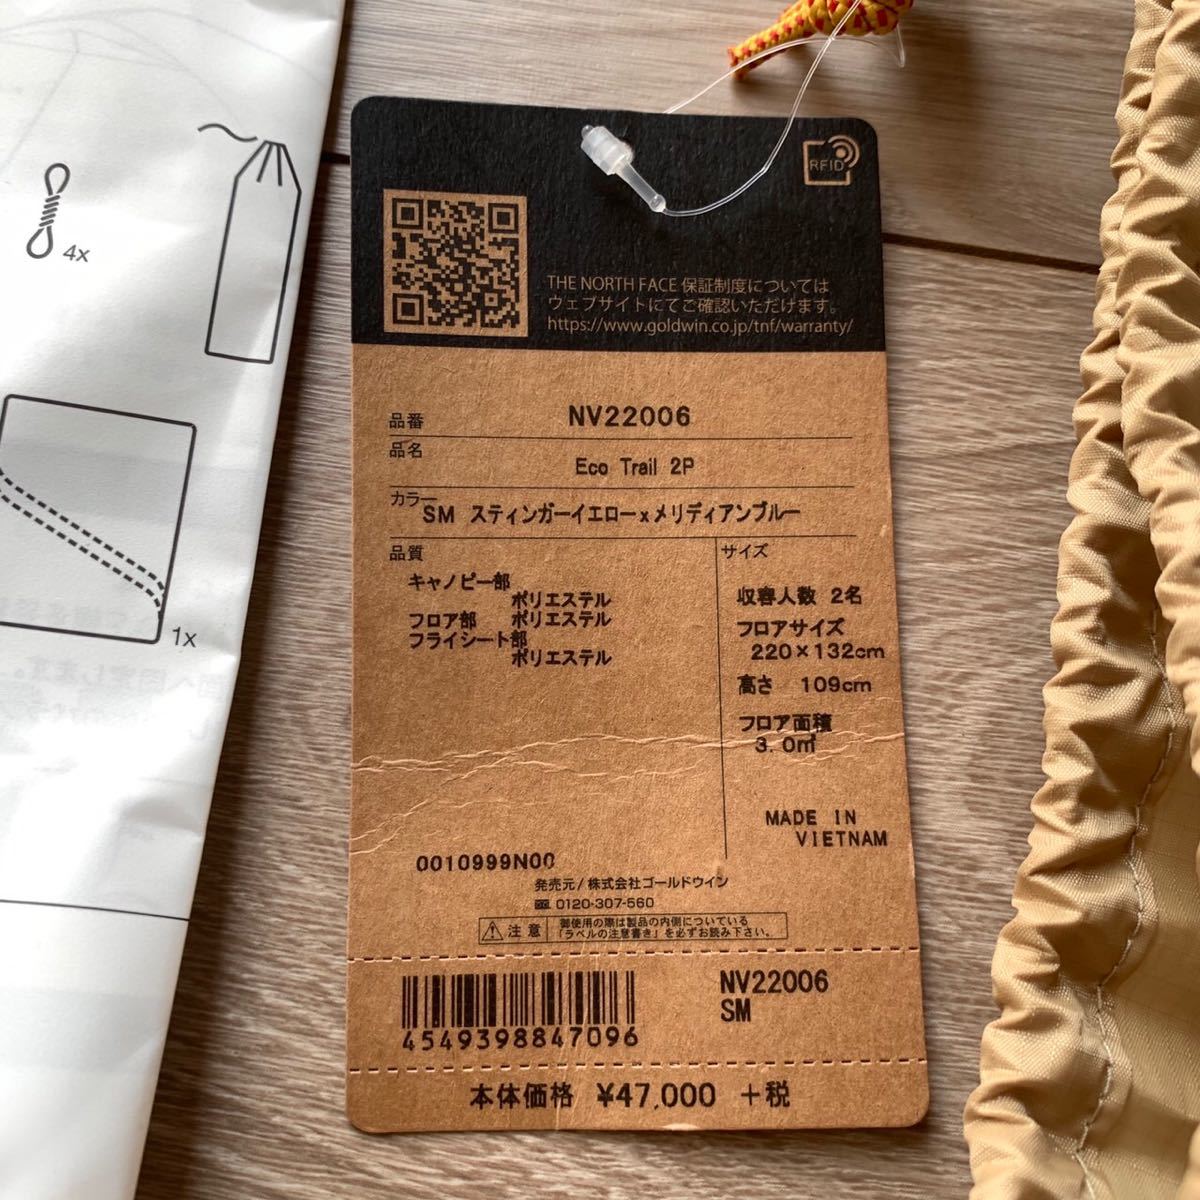 4x
1x
RFID
THE NORTH FACE 保証制度については
ウェブサイトにてご確認いただけます。
https://www.goldwin.co.jp/tnf/warranty/
品番 NV22006
品名 Eco Trail 2P
カラー SM スティンガーイエローxメリディアンブルー
品質
キャノピー部
ポリエステル
フロア部 ポリエステル
フライシート部
ポリエステル
サイズ
収容人数 2名
フロアサイズ
220×132cm
高さ 109cm
フロア面積
3.0㎡
MADE IN
VIETNAM
0010999N00
発売元/株式会社ゴールドウイン
0120-307-560
注意 御使用の際は製品の内側についている
「ラベルの注意書き」を必ずお読み下さい。
4549398847096
NV22006
SM
本体価格 ¥47,000 +税